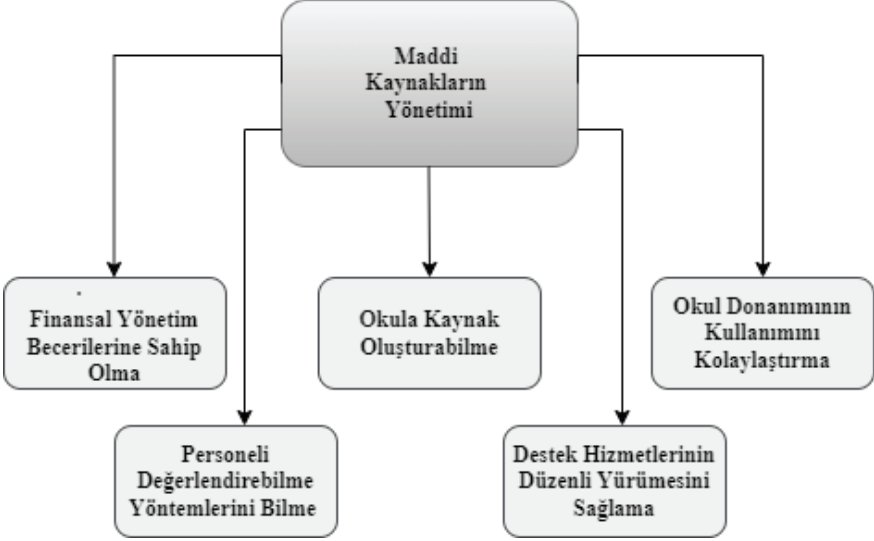 Maddi
Kaynakların
Yönetimi
Finansal Yönetim
Becerilerine Sahip
Olma
Okula Kaynak
Oluşturabilme
Okul Donanımının
Kullanımını
Kolaylaştırma
Personeli
Değerlendirebilme
Yöntemlerini Bilme
Destek Hizmetlerinin
Düzenli Yürümesini
Sağlama